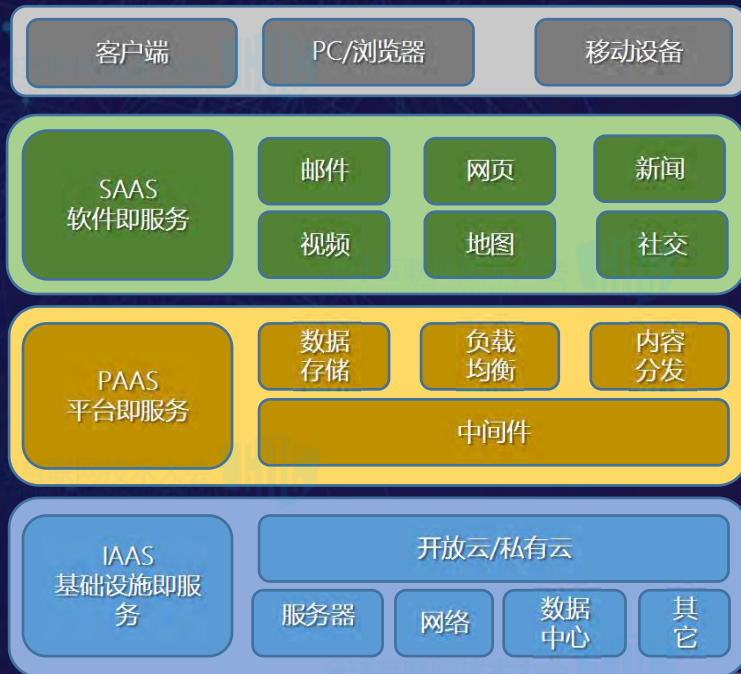 客户端
PC/浏览器
移动设备
SAAS
软件即服务
邮件
网页
新闻
视频
地图
社交
PAAS
平台即服务
数据
存储
负载
均衡
内容
分发
中间件
IAAS
基础设施即服
务
开放云/私有云
服务器
网络
数据
中心
其
它